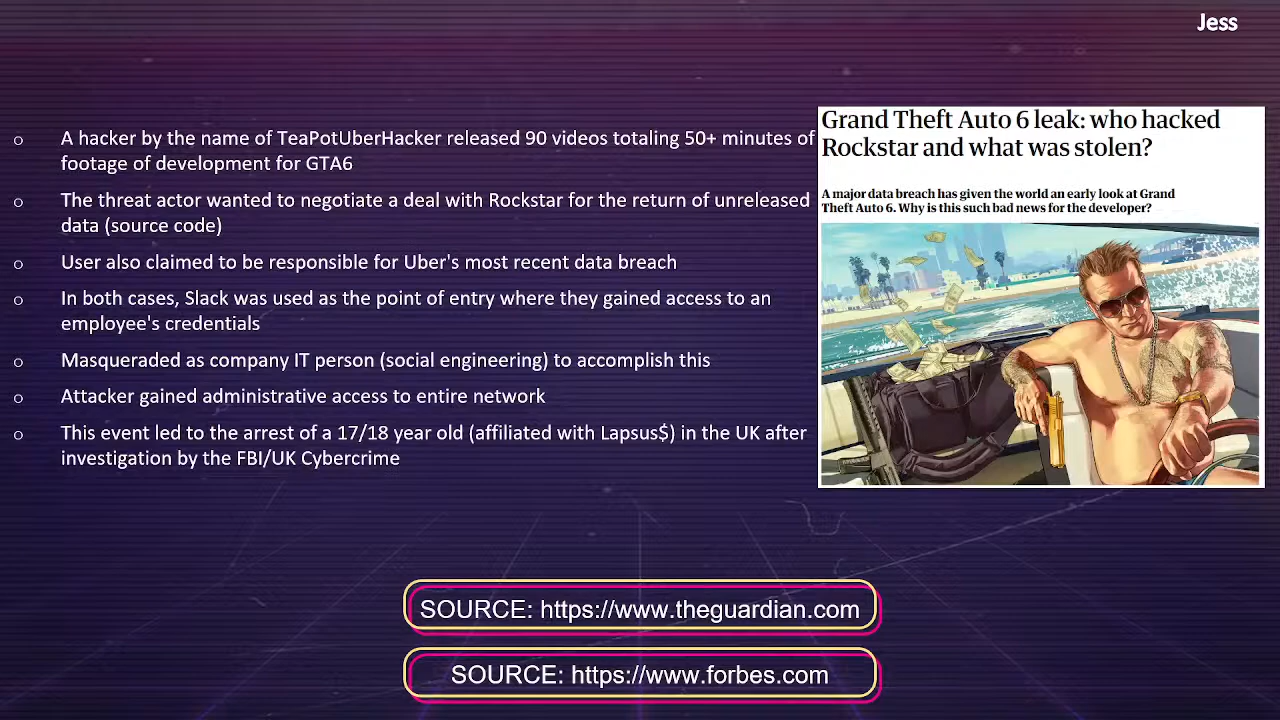 Jess
o A hacker by the name of TeaPotUberHacker released 90 videos totaling 50+ minutes of
footage of development for GTA6
o The threat actor wanted to negotiate a deal with Rockstar for the return of unreleased
data (source code)
o User also claimed to be responsible for Uber's most recent data breach
o In both cases, Slack was used as the point of entry where they gained access to an
employee's credentials
o Masqueraded as company IT person (social engineering) to accomplish this
o Attacker gained administrative access to entire network
o This event led to the arrest of a 17/18 year old (affiliated with Lapsus$) in the UK after
investigation by the FBI/UK Cybercrime
Grand Theft Auto 6 leak: who hacked
Rockstar and what was stolen?
A major data breach has given the world an early look at Grand
Theft Auto 6. Why is this such bad news for the developer?
SOURCE: https://www.theguardian.com
SOURCE: https://www.forbes.com